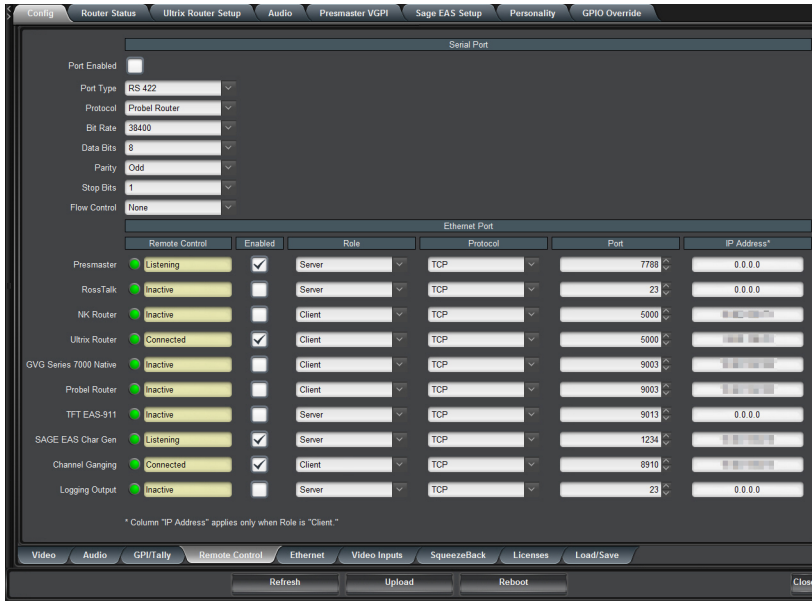 Config Router Status Ultrix Router Setup Audio Presmaster VGPI Sage EAS Setup Personality GPIO Override
Serial Port
Port Enabled
Port Type RS 422
Protocol Probel Router
Bit Rate 38400
Data Bits 8
Parity Odd
Stop Bits 1
Flow Control None
Ethernet Port
Remote Control Enabled Role Protocol Port IP Address*
Presmaster Listening Server TCP 7788 0.0.0.0
RossTalk Inactive Server TCP 23 0.0.0.0
NK Router Inactive Client TCP 5000
Ultrix Router Connected Client TCP 5000
GVG Series 7000 Native Inactive Client TCP 9003
Probel Router Inactive Client TCP 9003
TFT EAS-911 Inactive Server TCP 9013 0.0.0.0
SAGE EAS Char Gen Listening Server TCP 1234
Channel Ganging Connected Client TCP 8910
Logging Output Inactive Server TCP 23 0.0.0.0
* Column "IP Address" applies only when Role is "Client."
Video Audio GPI/Tally Remote Control Ethernet Video Inputs SqueezeBack Licenses Load/Save
Refresh Upload Reboot Close